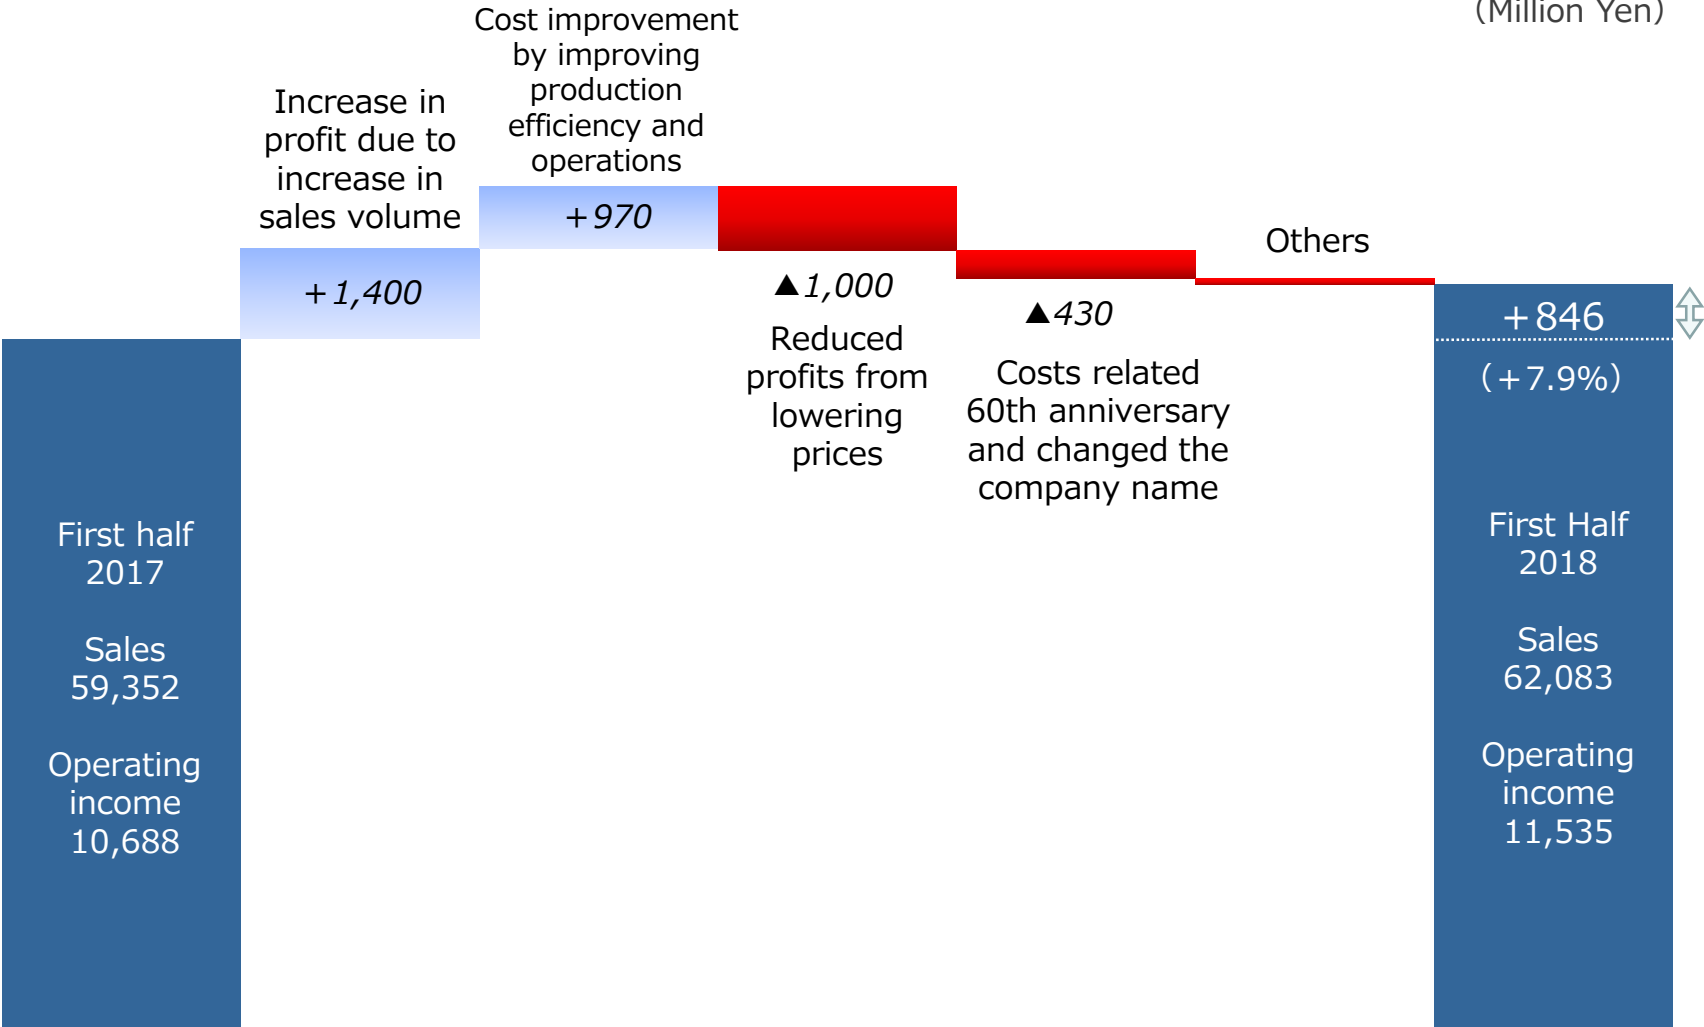 (Million Yen)
Cost improvement
by improving
production
efficiency and
operations
Increase in
profit due to
increase in
sales volume
+970
+1,400
Others
▲1,000
Reduced
profits from
lowering
prices
▲430
Costs related
60th anniversary
and changed the
company name
+846
(+7.9%)
First half
2017
Sales
59,352
Operating
income
10,688
First Half
2018
Sales
62,083
Operating
income
11,535